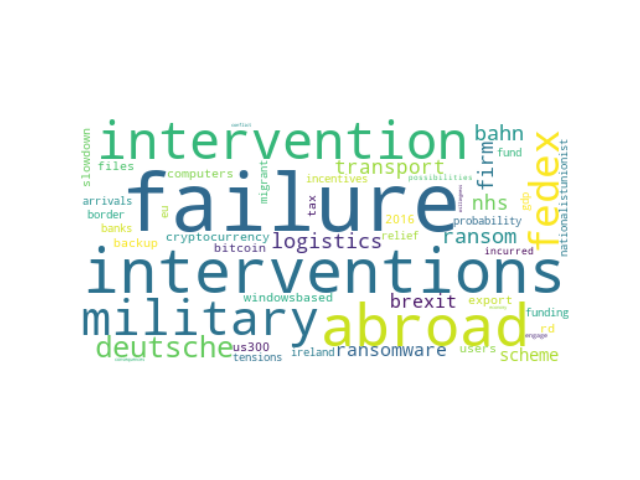 intervention
bahn
slowdown
files
computers
transport
possibilities
firm
fund
fedex
nationalistunionist
failure
migrant
incentives
tax
arrivals
border
eu
2016
nhs
gdp
probability
banks
backup
cryptocurrency
bitcoin
logistics
relief
ransom
incurred
interventions
windowsbased
brexit
export
military
abroad
funding
rd
engage
deutsche
us300
tensions
ireland
ransomware
users
scheme